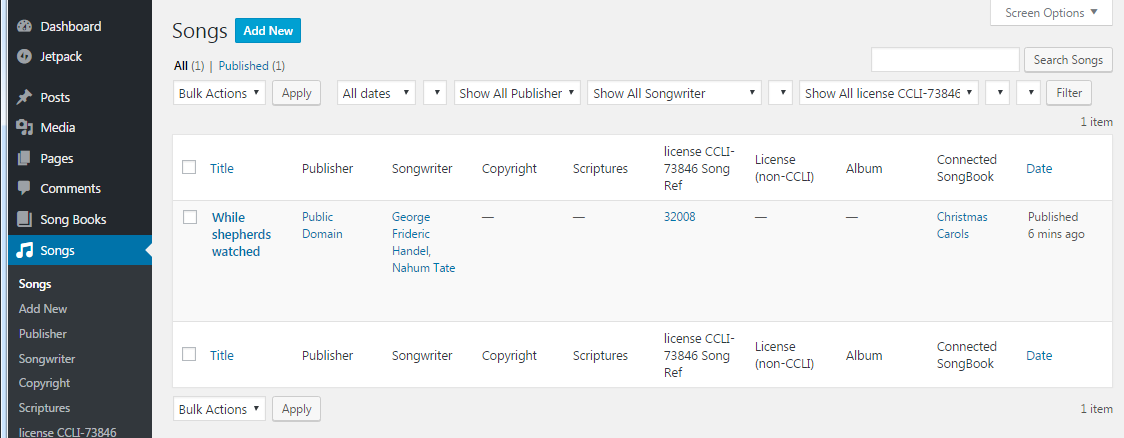 Dashboard
Jetpack
Posts
Media
Pages
Comments
Song Books
Songs
Songs
Add New
Publisher
Songwriter
Copyright
Scriptures
license CCLI-73846
Screen Options
Songs Add New
All (1) | Published (1)
Search Songs
Bulk Actions Apply All dates Show All Publisher Show All Songwriter Show All license CCLI-73846 Filter
1 item
Title Publisher Songwriter Copyright Scriptures license CCLI-73846 Song Ref License (non-CCLI) Album Connected SongBook Date
While shepherds watched Public Domain George Frideric Handel, Nahum Tate — — 32008 — — Christmas Carols Published 6 mins ago
Title Publisher Songwriter Copyright Scriptures license CCLI-73846 Song Ref License (non-CCLI) Album Connected SongBook Date
Bulk Actions Apply
1 item